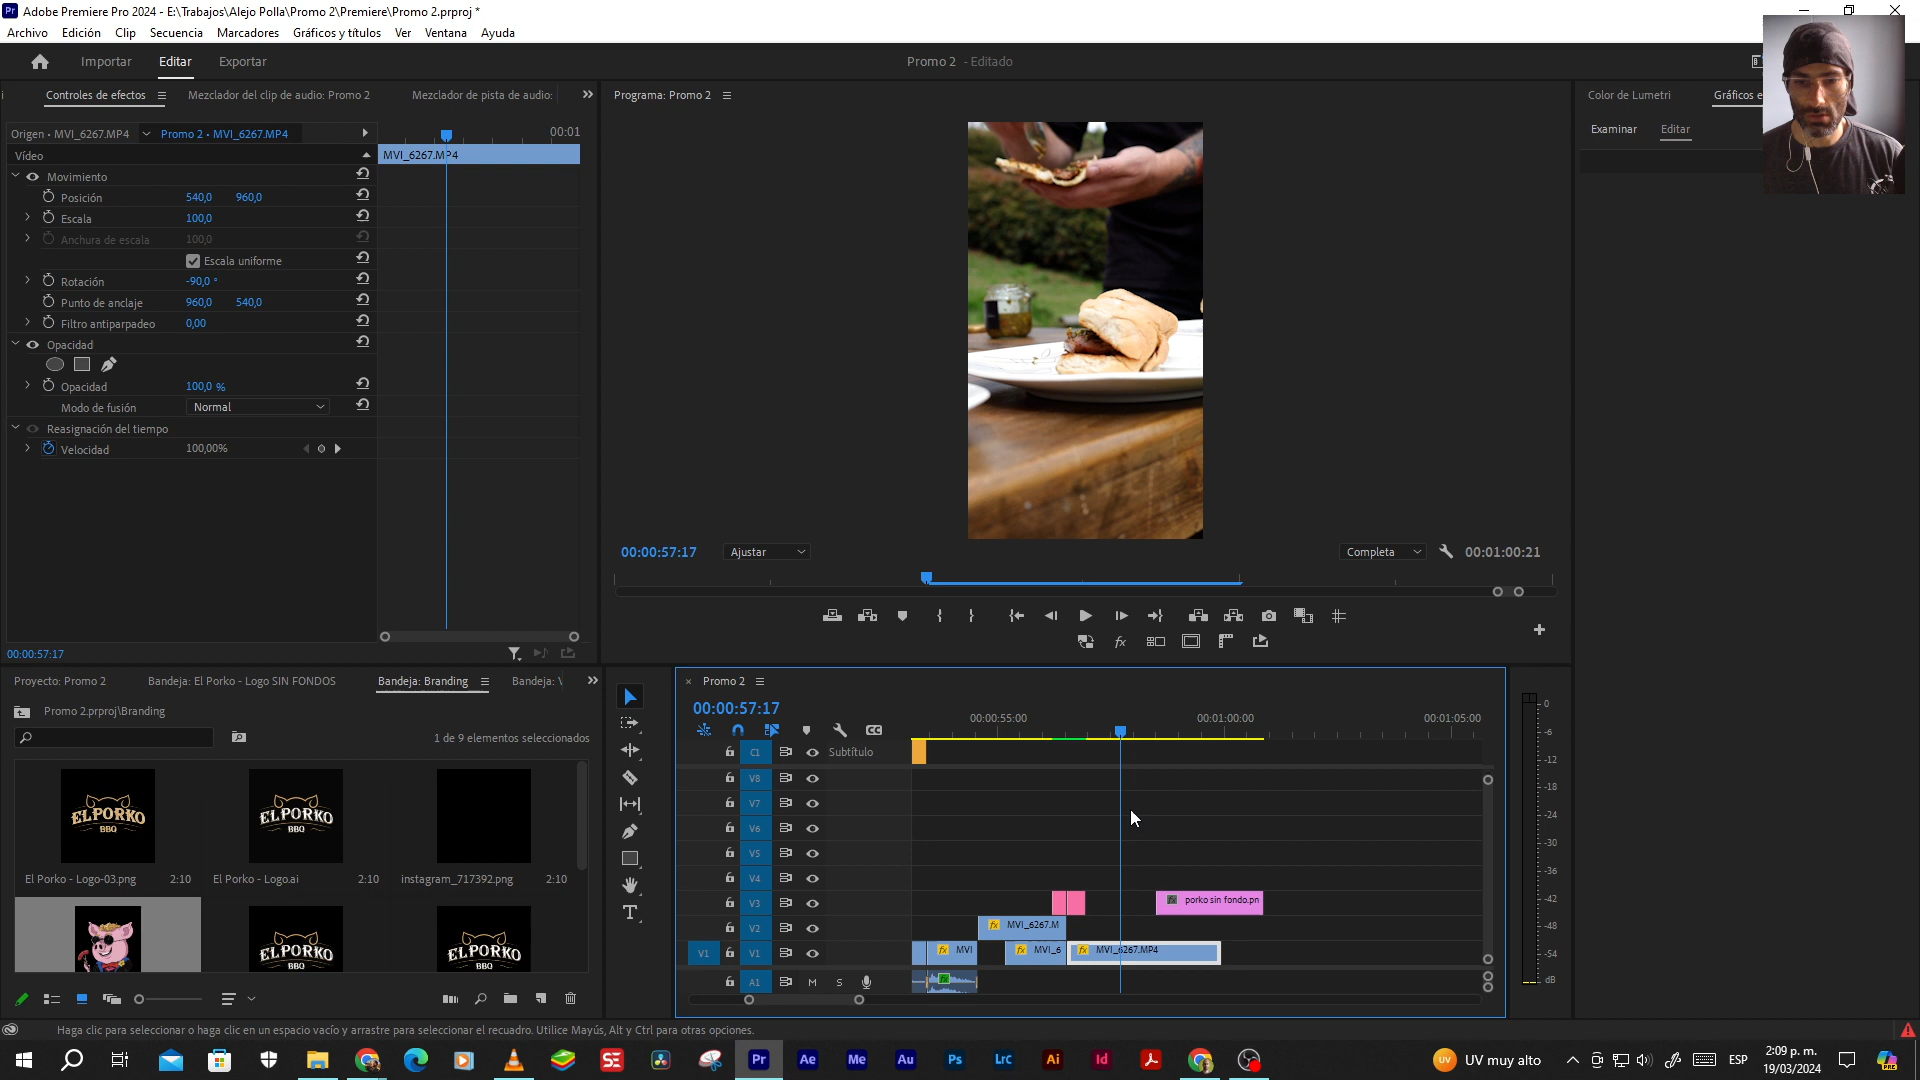 Adobe Premiere Pro 2024 - E:\Trabajos\Alejo Polla\Promo 2\Premiere\Promo 2.prproj *
Archivo Edición Clip Secuencia Marcadores Gráficos y títulos Ver Ventana Ayuda
Importar Editar Exportar
Promo 2 - Editado
Controles de efectos Mezclador del clip de audio: Promo 2 Mezclador de pista de audio:
Programa: Promo 2
Color de Lumetri Gráficos e
Examinar Editar
Origen • MVI_6267.MP4 Promo 2 • MVI_6267.MP4
00:01
Vídeo
MVI_6267.MP4
Movimiento
Posición 540,0 960,0
Escala 100,0
Anchura de escala 100,0
Escala uniforme
Rotación -90,0 °
Punto de anclaje 960,0 540,0
Filtro antiparpadeo 0,00
Opacidad
Opacidad 100,0 %
Modo de fusión Normal
Reasignación del tiempo
Velocidad 100,00%
00:00:57:17
00:00:57:17 Ajustar Completa 00:01:00:21
Proyecto: Promo 2 Bandeja: El Porko - Logo SIN FONDOS Bandeja: Branding Bandeja: \
Promo 2.prproj\Branding
1 de 9 elementos seleccionados
EL PORKO
BBQ
EL PORKO
BBQ
El Porko - Logo-03.png 2:10 El Porko - Logo.ai 2:10 instagram_717392.png 2:10
EL PORKO
BBQ
EL PORKO
BBQ
Promo 2
00:00:57:17
00:00:55:00 00:01:00:00 00:01:05:00
C1 Subtítulo
V8
V7
V6
V5
V4
V3 porko sin fondo.pn
V2 MVI_6267.M
V1 V1 MVI MVI_6 MVI_6267.MP4
A1 M S
0
-6
-12
-18
-24
-30
-36
-42
-48
-54
dB
Haga clic para seleccionar o haga clic en un espacio vacío y arrastre para seleccionar el recuadro. Utilice Mayús, Alt y Ctrl para otras opciones.
SE Pr Ae Me Au Ps Lrc Ai Id
UV muy alto
ESP
2:09 p. m.
19/03/2024